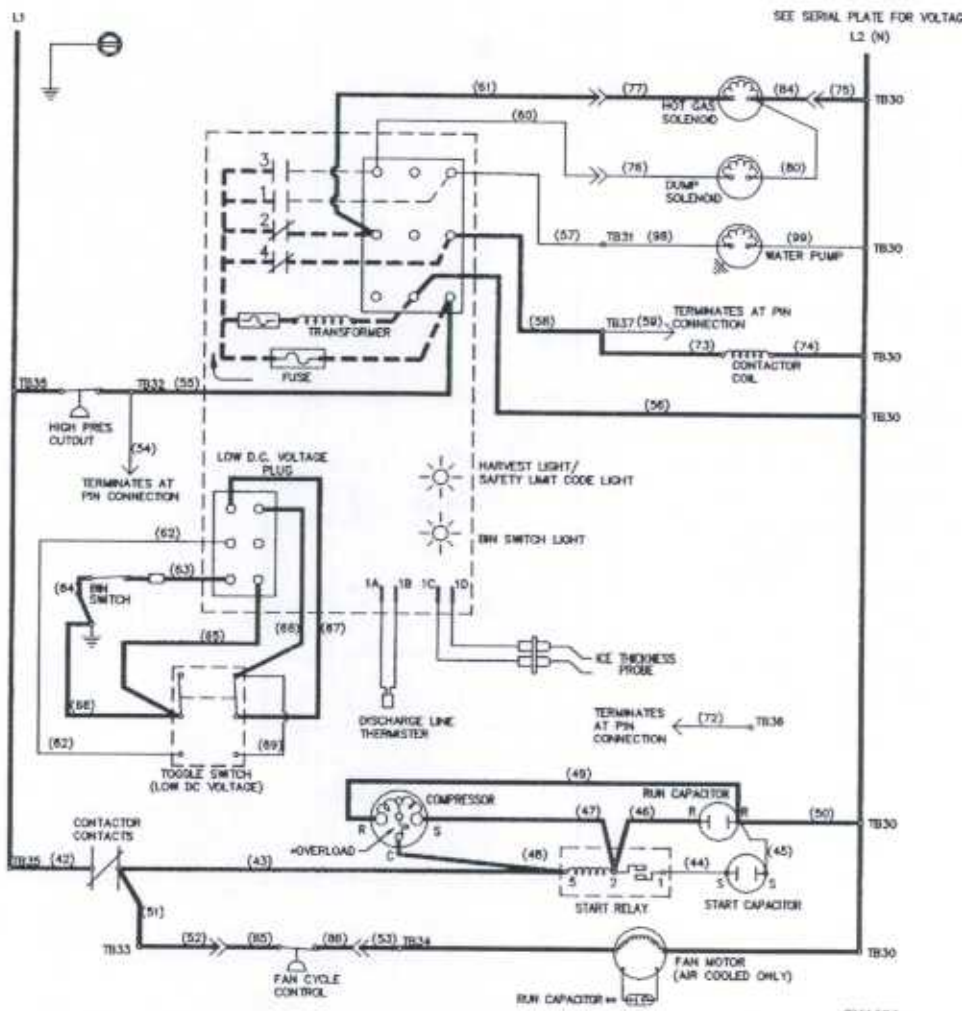 L1
SEE SERIAL PLATE FOR VOLTAG
L2 (N)
(61)
(77)
(84)
(75)
TB30
HOT GAS
SOLENOID
(60)
(76)
(80)
DUMP
SOLENOID
3
1
2
4
(57)
TB31
(98)
(99)
TB30
WATER PUMP
TERMINATES AT PIN
CONNECTION
(58)
TB37
(59)
TRANSFORMER
(73)
(74)
TB30
CONTACTOR
COIL
FUSE
TB35
TB32
(55)
(56)
TB30
HIGH PRES
CUTOUT
(54)
TERMINATES AT
PIN CONNECTION
LOW D.C. VOLTAGE
PLUG
HARVEST LIGHT/
SAFETY LIMIT CODE LIGHT
(62)
BIN SWITCH LIGHT
(63)
(64)
BIN
SWITCH
1A
1B
1C
1D
(65)
(66)
(67)
ICE THICKNESS
PROBE
(68)
(62)
(69)
DISCHARGE LINE
THERMISTER
TERMINATES
AT PIN
CONNECTION
(72)
TB36
TOGGLE SWITCH
(LOW DC VOLTAGE)
(49)
COMPRESSOR
RUN CAPACITOR
R
S
(47)
(46)
R
R
(50)
TB30
CONTACTOR
CONTACTS
*OVERLOAD
C
TB35
(42)
(43)
(48)
5
2
1
(44)
(45)
S
S
START RELAY
START CAPACITOR
(51)
TB33
(52)
(85)
(86)
(53)
TB34
TB30
FAN CYCLE
CONTROL
FAN MOTOR
(AIR COOLED ONLY)
RUN CAPACITOR **